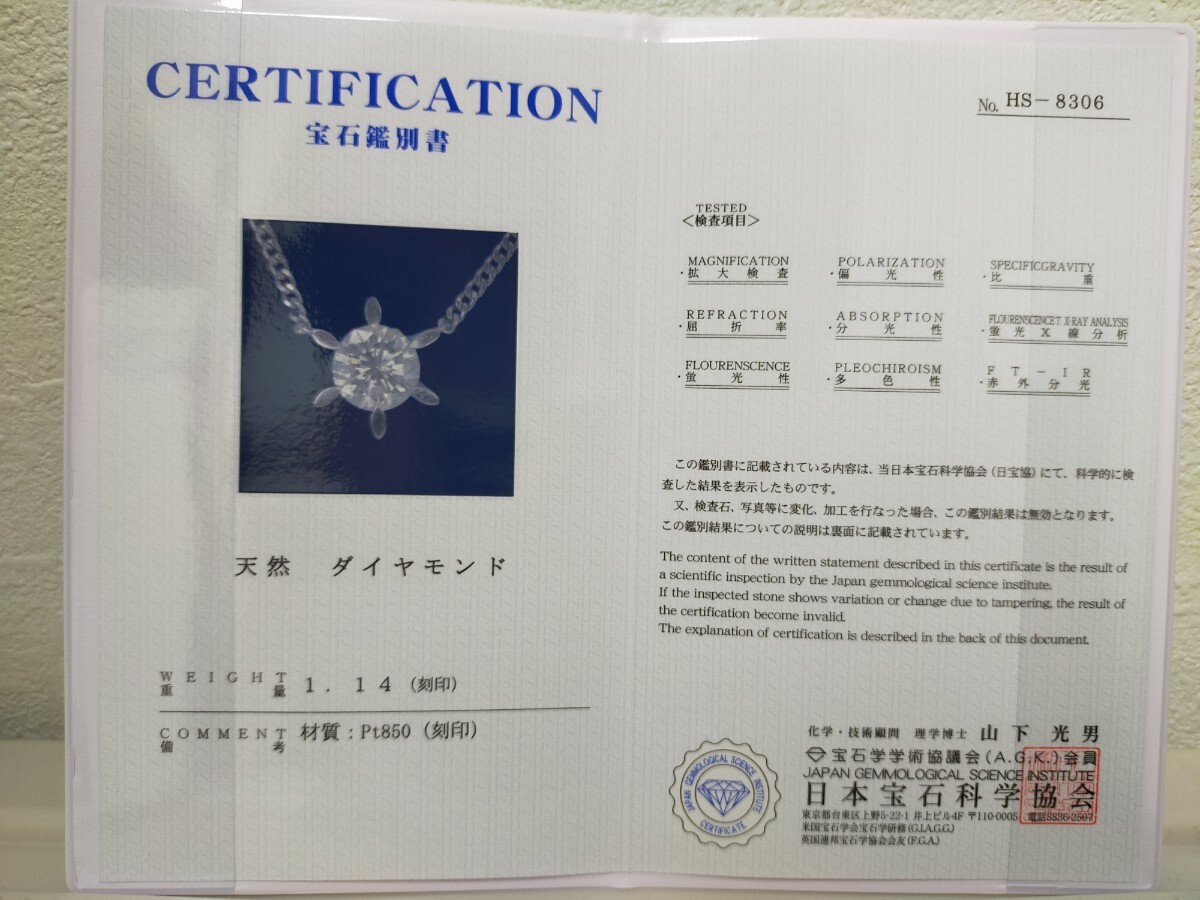 CERTIFICATION
宝石鑑別書
天然 ダイヤモンド
WEIGHT
重量 1.14 (刻印)
COMMENT
備考 材質:Pt850 (刻印)
No. HS-8306
TESTED
<検査項目>
MAGNIFICATION POLARIZATION SPECIFICGRAVITY
・拡大検査 ・偏光性 ・比重
REFRACTION ABSORPTION FLOURENSCENCET X-RAY ANALYSIS
・屈折率 ・分光性 ・蛍光X線分析
FLOURENSCENCE PLEOCHIROISM FT-IR
・蛍光性 ・多色性 ・赤外分光
この鑑別書に記載されている内容は、当日本宝石科学協会(日宝協)にて、科学的に検
査した結果を表示したものです。
又、検査石、写真等に変化、加工を行なった場合、この鑑別結果は無効となります。
この鑑別結果についての説明は裏面に記載されています。
The content of the written statement described in this certificate is the result of
a scientific inspection by the Japan gemmological science institute.
If the inspected stone shows variation or change due to tampering, the result of
the certification become invalid.
The explanation of certification is described in the back of this document.
JAPAN GEMMOLOGICAL SCIENCE INSTITUTE
CERTIFICATE
化学・技術顧問 理学博士 山下光男
宝石学学術協議会(A.G.K.)会員
JAPAN GEMMOLOGICAL SCIENCE INSTITUTE
日本宝石科学協会
東京都台東区上野5-22-1 井上ビル4F 〒110-0005 電話3836-2507
米国宝石学会宝石学研修(G.I.A.G.G.)
英国連邦宝石学協会会友(F.G.A.)